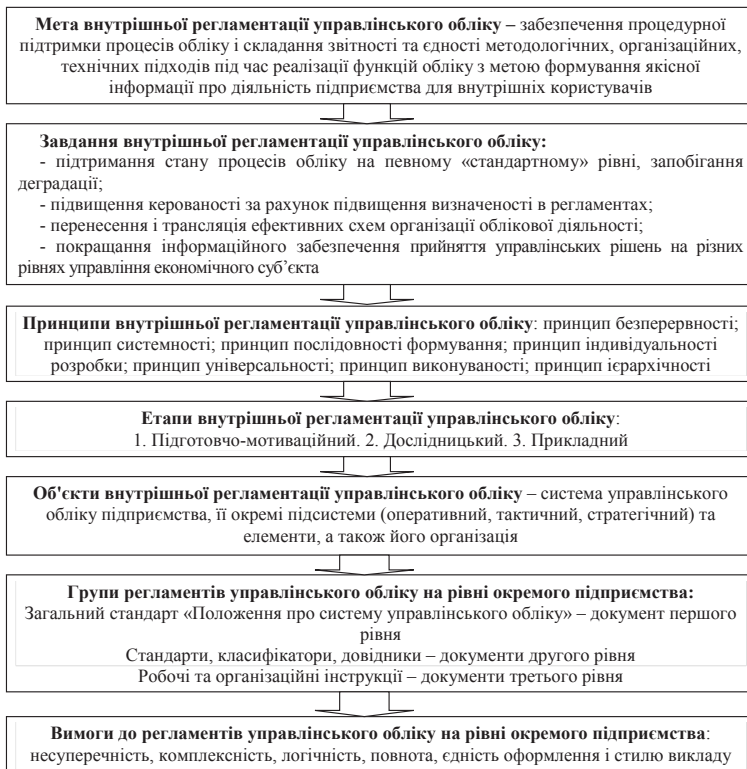 Мета внутрішньої регламентації управлінського обліку – забезпечення процедурної
підтримки процесів обліку і складання звітності та єдності методологічних, організаційних,
технічних підходів під час реалізації функцій обліку з метою формування якісної
інформації про діяльність підприємства для внутрішніх користувачів
Завдання внутрішньої регламентації управлінського обліку:
- підтримання стану процесів обліку на певному «стандартному» рівні, запобігання
деградації;
- підвищення керованості за рахунок підвищення визначеності в регламентах;
- перенесення і трансляція ефективних схем організації облікової діяльності;
- покращання інформаційного забезпечення прийняття управлінських рішень на різних
рівнях управління економічного суб’єкта
Принципи внутрішньої регламентації управлінського обліку: принцип безперервності;
принцип системності; принцип послідовності формування; принцип індивідуальності
розробки; принцип універсальності; принцип виконуваності; принцип ієрархічності
Етапи внутрішньої регламентації управлінського обліку:
1. Підготовчо-мотиваційний. 2. Дослідницький. 3. Прикладний
Об'єкти внутрішньої регламентації управлінського обліку – система управлінського
обліку підприємства, її окремі підсистеми (оперативний, тактичний, стратегічний) та
елементи, а також його організація
Групи регламентів управлінського обліку на рівні окремого підприємства:
Загальний стандарт «Положення про систему управлінського обліку» – документ першого
рівня
Стандарти, класифікатори, довідники – документи другого рівня
Робочі та організаційні інструкції – документи третього рівня
Вимоги до регламентів управлінського обліку на рівні окремого підприємства:
несуперечність, комплексність, логічність, повнота, єдність оформлення і стилю викладу